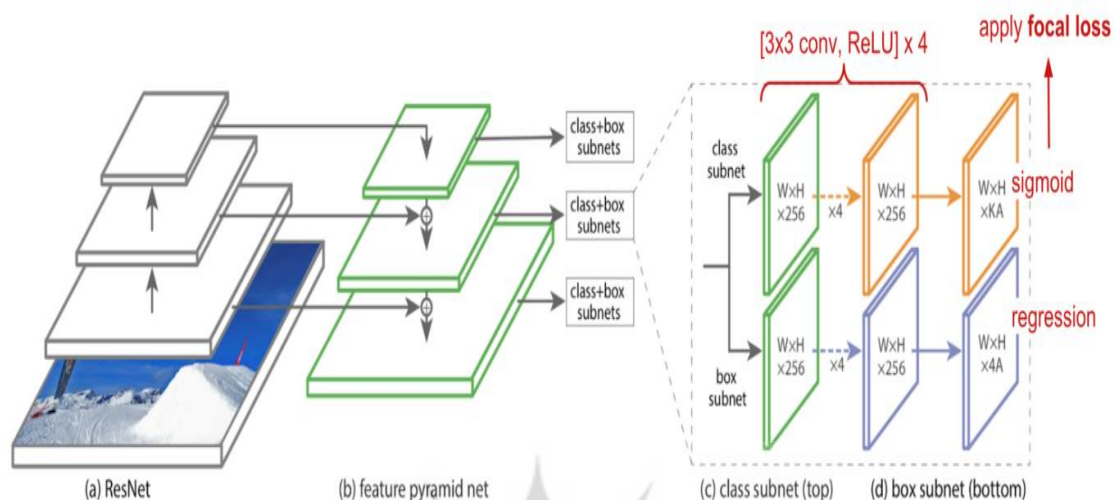 [3x3 conv, ReLU] x 4
apply focal loss
class+box
subnets
class+box
subnets
class+box
subnets
class
subnet
W×H
×256
×4
W×H
×256
W×H
×KA
sigmoid
box
subnet
W×H
×256
×4
W×H
×256
W×H
×4A
regression
(a) ResNet
(b) feature pyramid net
(c) class subnet (top)
(d) box subnet (bottom)